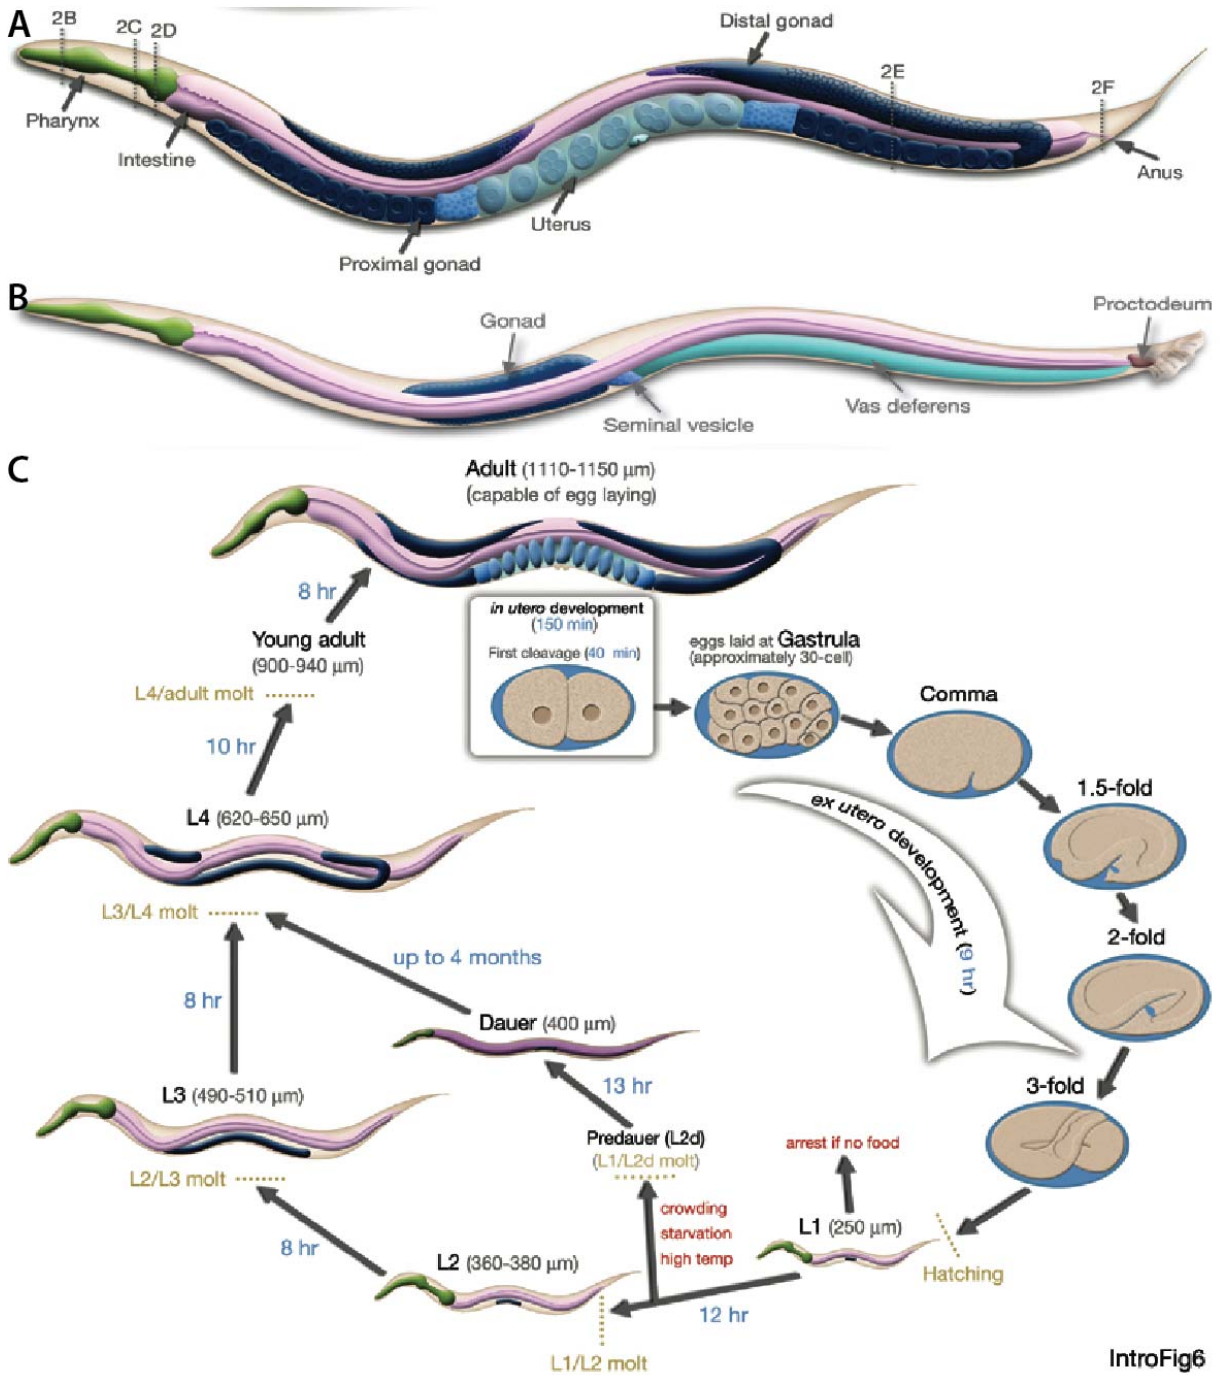 A
2B
2C
2D
Distal gonad
2E
2F
Pharynx
Intestine
Anus
Uterus
Proximal gonad
B
Gonad
Proctodeum
Vas deferens
Seminal vesicle
C
Adult (1110-1150 μm)
(capable of egg laying)
8 hr
in utero development
(150 min)
First cleavage (40 min)
eggs laid at Gastrula
(approximately 30-cell)
Young adult
(900-940 μm)
L4/adult molt
Comma
10 hr
1.5-fold
ex utero development (9 hr)
L4 (620-650 μm)
L3/L4 molt
2-fold
up to 4 months
8 hr
Dauer (400 μm)
13 hr
3-fold
L3 (490-510 μm)
Predauer (L2d)
(L1/L2d molt)
arrest if no food
L2/L3 molt
crowding
starvation
high temp
L1 (250 μm)
8 hr
L2 (360-380 μm)
Hatching
12 hr
L1/L2 molt
IntroFig6